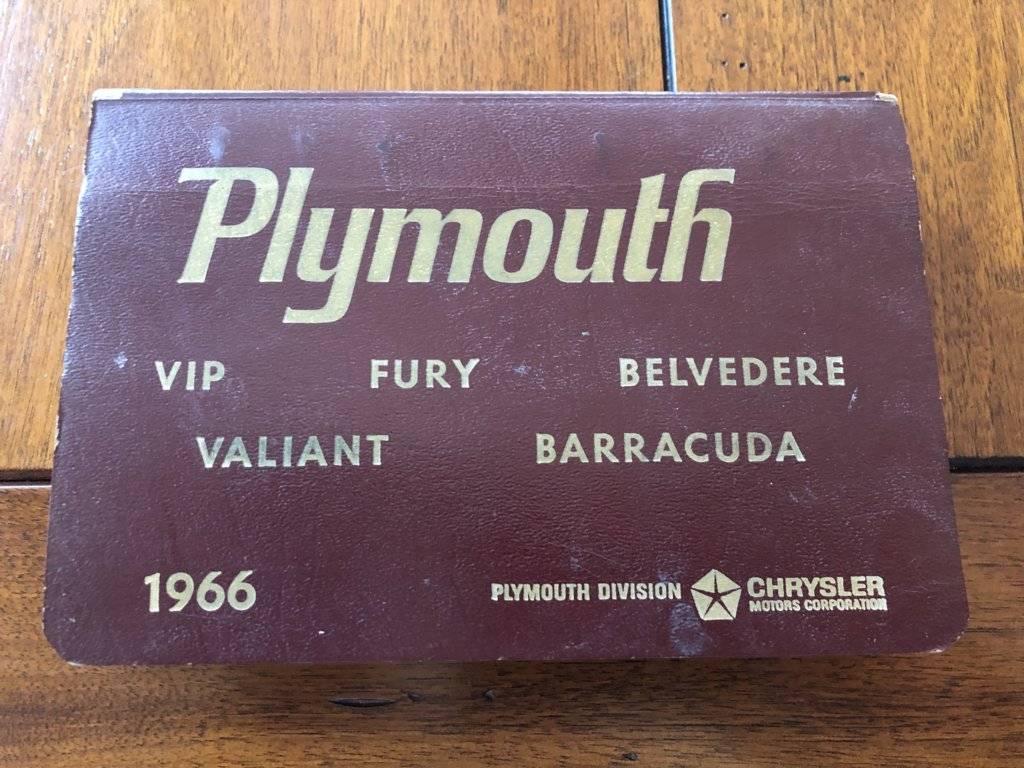 Plymouth
VIP FURY BELVEDERE
VALIANT BARRACUDA
1966 PLYMOUTH DIVISION CHRYSLER
MOTORS CORPORATION